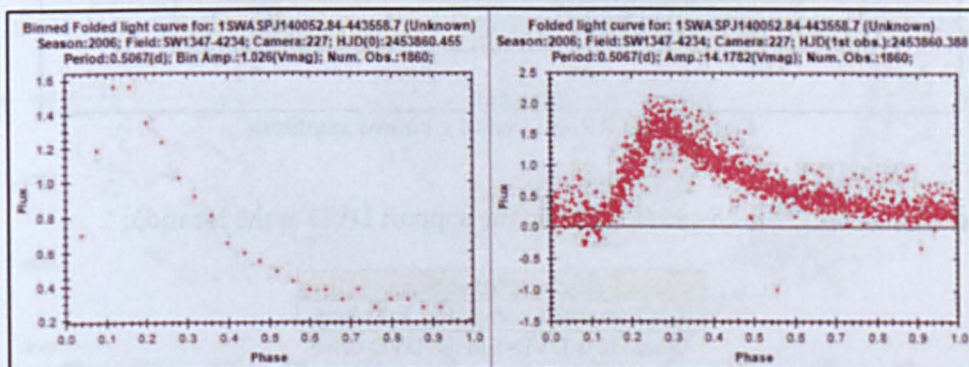 Binned Folded light curve for: 1SWASPJ140052.84-443558.7 (Unknown)
Season:2006; Field:SW1347-4234; Camera:227; HJD(0):2453860.455
Period:0.5067(d); Bin Amp.:1.026(Vmag); Num. Obs.:1860;
Flux
1.6
1.4
1.2
1.0
0.8
0.6
0.4
0.2
0.0 0.1 0.2 0.3 0.4 0.5 0.6 0.7 0.8 0.9 1.0
Phase
Folded light curve for: 1SWASPJ140052.84-443558.7 (Unknown)
Season:2006; Field:SW1347-4234; Camera:227; HJD(1st obs.):2453860.388
Period:0.5067(d); Amp.:14.1782(Vmag); Num. Obs.:1860;
Flux
2.5
2.0
1.5
1.0
0.5
0.0
-0.5
-1.0
-1.5
0.0 0.1 0.2 0.3 0.4 0.5 0.6 0.7 0.8 0.9 1.0
Phase